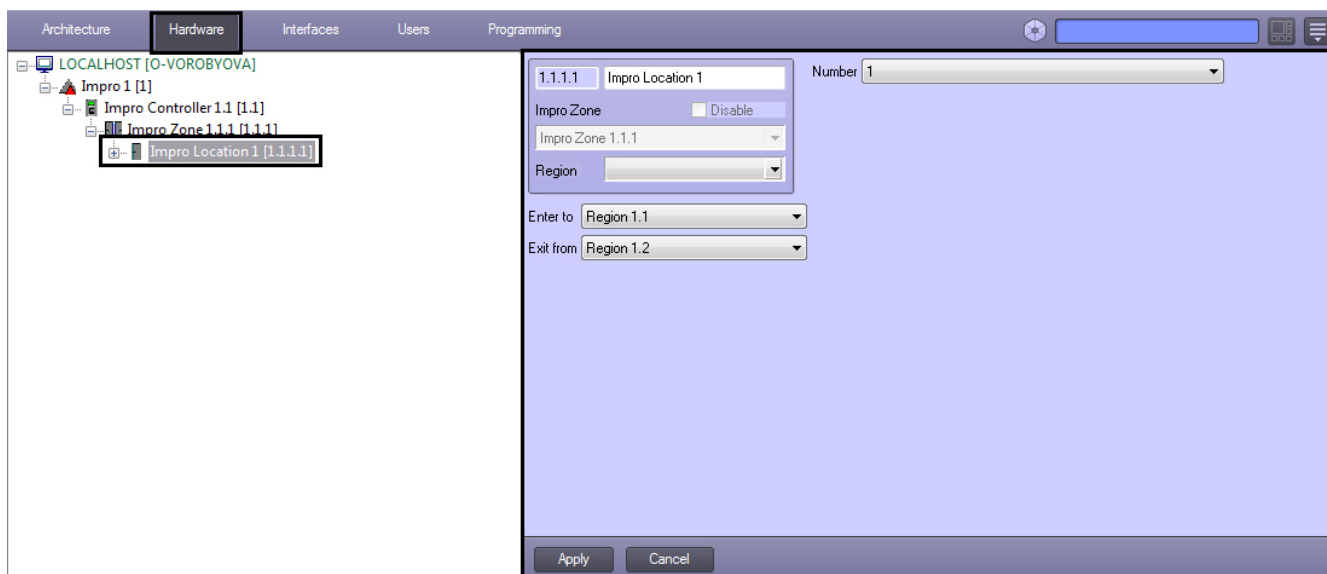 Architecture Hardware Interfaces Users Programming
LOCALHOST [O-VOROBYOVA]
Impro 1 [1]
Impro Controller 1.1 [1.1]
Impro Zone 1.1.1 [1.1.1]
Impro Location 1 [1.1.1.1]
1.1.1.1 Impro Location 1
Impro Zone Disable
Impro Zone 1.1.1
Region
Enter to Region 1.1
Exit from Region 1.2
Number 1
Apply Cancel